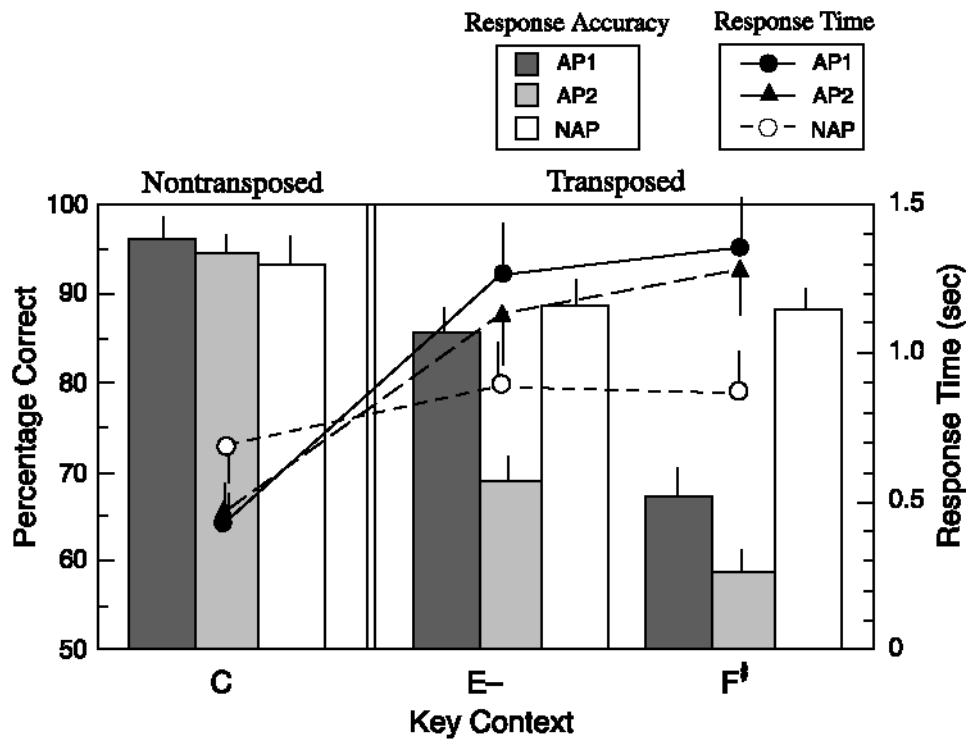 Response Accuracy
AP1
AP2
NAP
Response Time
AP1
AP2
NAP
Nontransposed
Transposed
100
90
80
70
60
50
Percentage Correct
1.5
1.0
0.5
0
Response Time (sec)
C
E–
F♯
Key Context